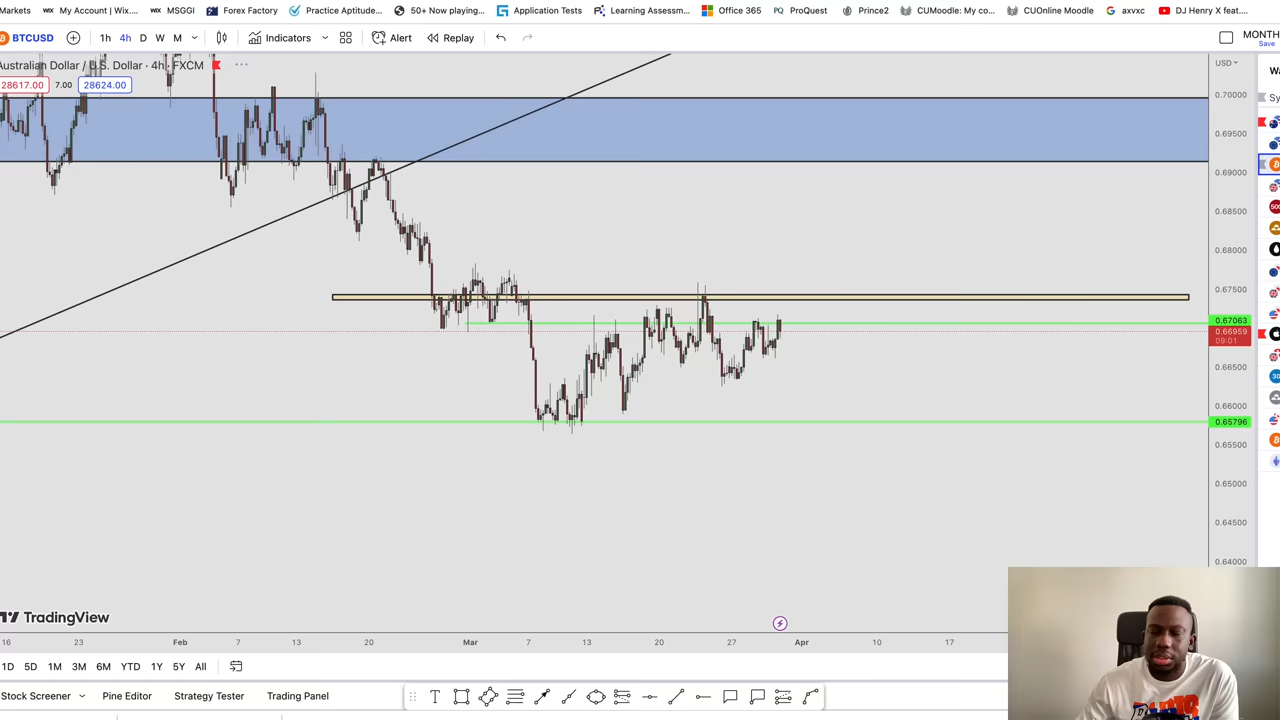 Markets
My Account | Wix...
MSGGI
Forex Factory
Practice Aptitude...
50+ Now playing...
Application Tests
Learning Assessm...
Office 365
ProQuest
Prince2
CUMoodle: My co...
CUOnline Moodle
axvxc
DJ Henry X feat....
BTCUSD
1h 4h D W M
Indicators
Alert
Replay
MONTH
Save
Australian Dollar / U.S. Dollar · 4h · FXCM
28617.00 7.00 28624.00
USD
Wa
Sy
0.70000
0.69500
0.69000
0.68500
0.68000
0.67500
0.67063
0.66959
09:01
0.66500
0.66000
0.65796
0.65500
0.65000
0.64500
0.64000
TradingView
16 23 Feb 7 13 20 Mar 7 13 20 27 Apr 10 17
1D 5D 1M 3M 6M YTD 1Y 5Y All
Stock Screener Pine Editor Strategy Tester Trading Panel